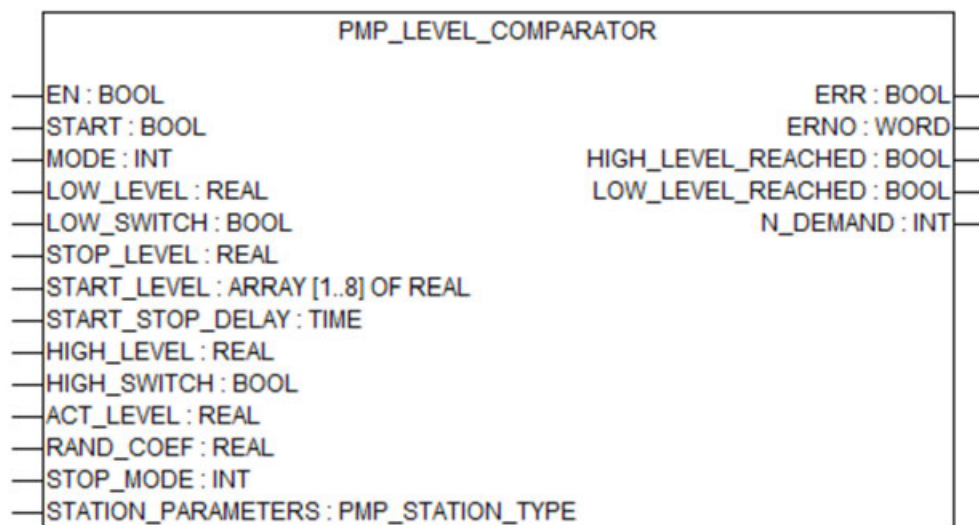 PMP_LEVEL_COMPARATOR
EN : BOOL
ERR : BOOL
START : BOOL
ERNO : WORD
MODE : INT
HIGH_LEVEL_REACHED : BOOL
LOW_LEVEL : REAL
LOW_LEVEL_REACHED : BOOL
LOW_SWITCH : BOOL
N_DEMAND : INT
STOP_LEVEL : REAL
START_LEVEL : ARRAY [1..8] OF REAL
START_STOP_DELAY : TIME
HIGH_LEVEL : REAL
HIGH_SWITCH : BOOL
ACT_LEVEL : REAL
RAND_COEF : REAL
STOP_MODE : INT
STATION_PARAMETERS : PMP_STATION_TYPE